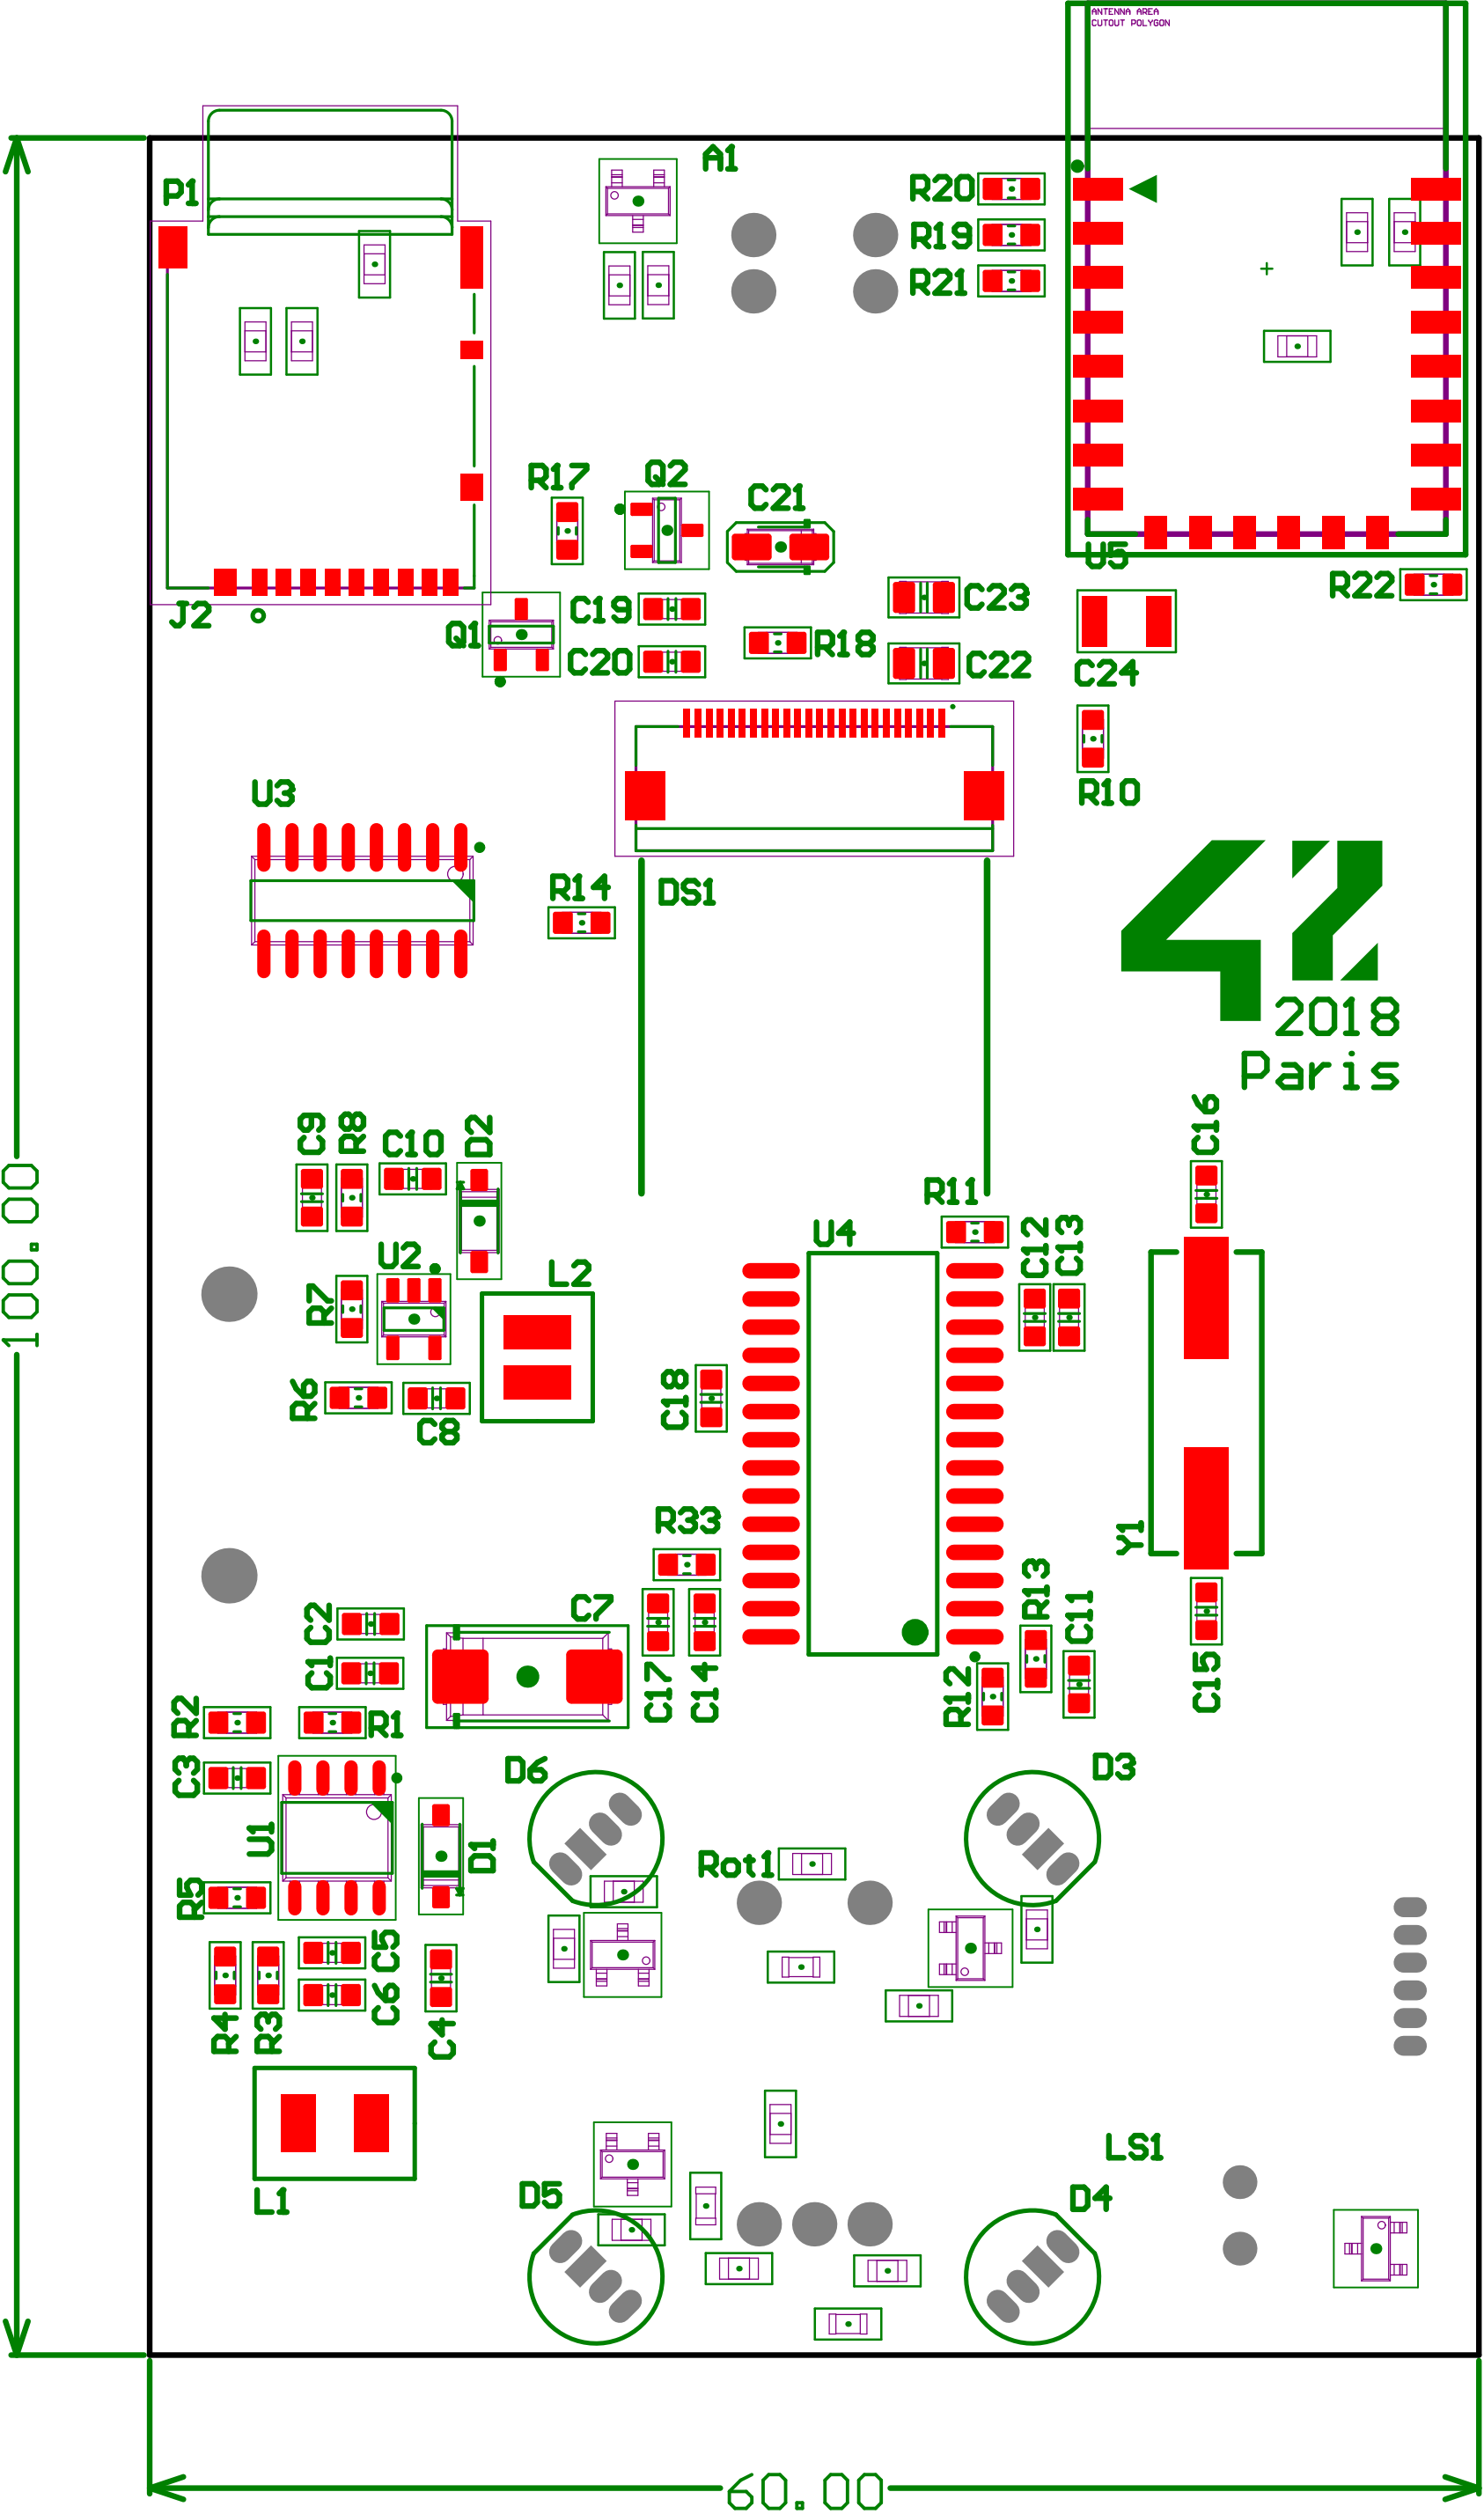 ANTENNA AREA
CUTOUT POLYGON
A1
P1
R20
R19
R21
R17
Q2
C21
U5
R22
J2
Q1
C19
C23
R18
C20
C22
C24
U3
R10
R14
DS1
42
2018
Paris
C9
R8
C10
D2
C16
100.00
R11
U4
C12
C13
U2
L2
R7
R6
C18
C8
R33
Y1
C2
C7
R13
C11
C1
R2
R1
C17
C14
R12
C15
C3
D6
D3
U1
D1
Rot1
R5
C5
C6
R4
R3
C4
LS1
L1
D5
D4
60.00